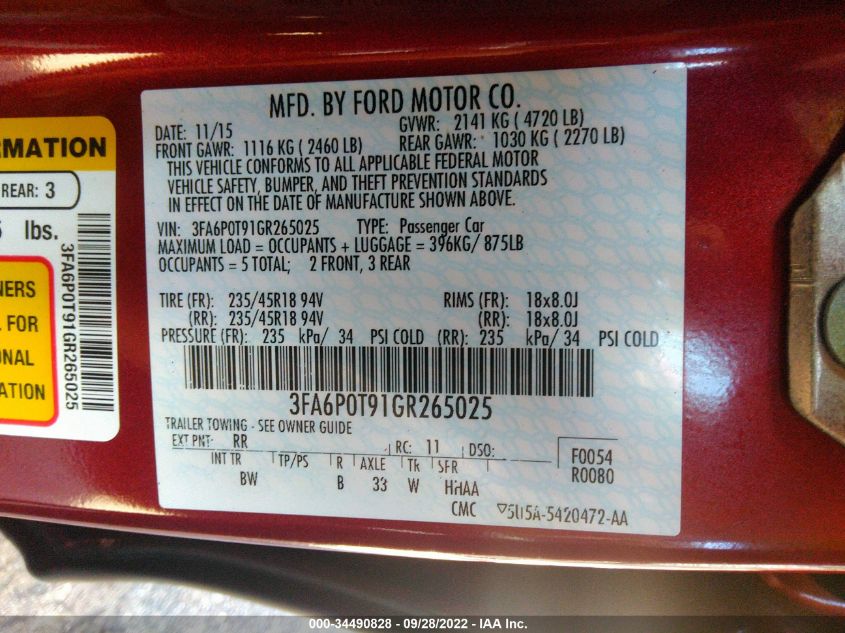 MFD. BY FORD MOTOR CO.
DATE: 11/15 GVWR: 2141 KG ( 4720 LB)
FRONT GAWR: 1116 KG ( 2460 LB) REAR GAWR: 1030 KG ( 2270 LB)
THIS VEHICLE CONFORMS TO ALL APPLICABLE FEDERAL MOTOR
VEHICLE SAFETY, BUMPER, AND THEFT PREVENTION STANDARDS
IN EFFECT ON THE DATE OF MANUFACTURE SHOWN ABOVE.
VIN: 3FA6P0T91GR265025 TYPE: Passenger Car
MAXIMUM LOAD = OCCUPANTS + LUGGAGE = 396KG/ 875LB
OCCUPANTS = 5 TOTAL; 2 FRONT, 3 REAR
TIRE (FR): 235/45R18 94V RIMS (FR): 18x8.0J
(RR): 235/45R18 94V (RR): 18x8.0J
PRESSURE (FR): 235 kPa/ 34 PSI COLD (RR): 235 kPa/ 34 PSI COLD
3FA6P0T91GR265025
TRAILER TOWING - SEE OWNER GUIDE
EXT PNT: RR RC: 11 DSO: F0054
R0080
INT TR TP/PS R AXLE TR SFR
BW B 33 W HHAA
CMC 5U5A-5420472-AA
RMATION
REAR: 3
lbs.
3FA6P0T91GR265025
NERS
FOR
ONAL
ATION
000-34490828 - 09/28/2022 - IAA Inc.